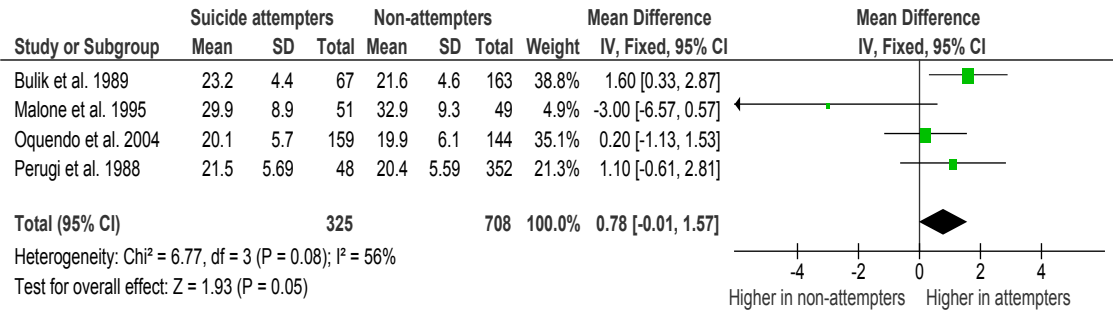 Suicide attempters Non-attempters Mean Difference Mean Difference
Study or Subgroup Mean SD Total Mean SD Total Weight IV, Fixed, 95% CI IV, Fixed, 95% CI
Bulik et al. 1989 23.2 4.4 67 21.6 4.6 163 38.8% 1.60 [0.33, 2.87]
Malone et al. 1995 29.9 8.9 51 32.9 9.3 49 4.9% -3.00 [-6.57, 0.57]
Oquendo et al. 2004 20.1 5.7 159 19.9 6.1 144 35.1% 0.20 [-1.13, 1.53]
Perugi et al. 1988 21.5 5.69 48 20.4 5.59 352 21.3% 1.10 [-0.61, 2.81]
Total (95% CI) 325 708 100.0% 0.78 [-0.01, 1.57]
Heterogeneity: Chi² = 6.77, df = 3 (P = 0.08); I² = 56%
Test for overall effect: Z = 1.93 (P = 0.05)
-4 -2 0 2 4
Higher in non-attempters Higher in attempters